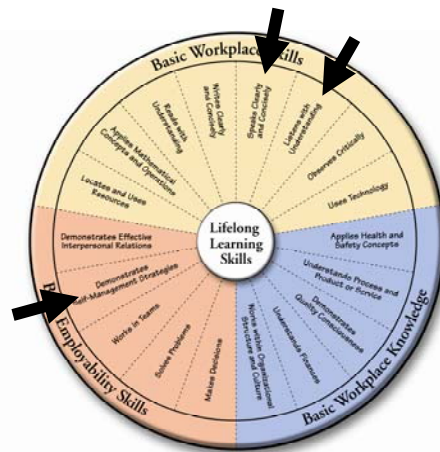 Basic Workplace Skills
Locates and Uses
Resources
Applies Mathematical
Concepts and Operations
Reads with
Understanding
Writes Clearly
and Concisely
Speaks Clearly
and Concisely
Listens with
Understanding
Observes Critically
Uses Technology
Lifelong
Learning
Skills
Applies Health and
Safety Concepts
Understands Process and
Product or Service
Demonstrates
Quality Consciousness
Understands Finances
Works within Organizational
Structure and Culture
Basic Workplace Knowledge
Demonstrates Effective
Interpersonal Relations
Demonstrates
Self-Management Strategies
Works in Teams
Solves Problems
Makes Decisions
Employability Skills